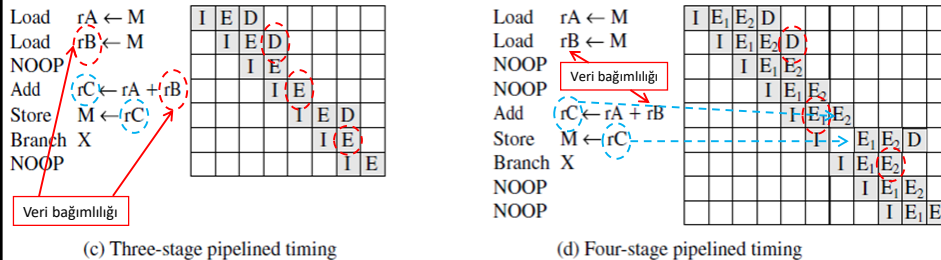 Load rA ← M I E D
Load rB ← M I E D
NOOP I E
Add rC ← rA + rB I E
Store M ← rC I E D
Branch X I E
NOOP I E
Veri bağımlılığı
(c) Three-stage pipelined timing
Load rA ← M I E₁ E₂ D
Load rB ← M I E₁ E₂ D
NOOP I E₁ E₂
Veri bağımlılığı
NOOP I E₁ E₂
Add rC ← rA + rB I E₁ E₂
Store M ← rC I E₁ E₂ D
Branch X I E₁ E₂
NOOP I E₁ E₂
NOOP I E₁ E
(d) Four-stage pipelined timing